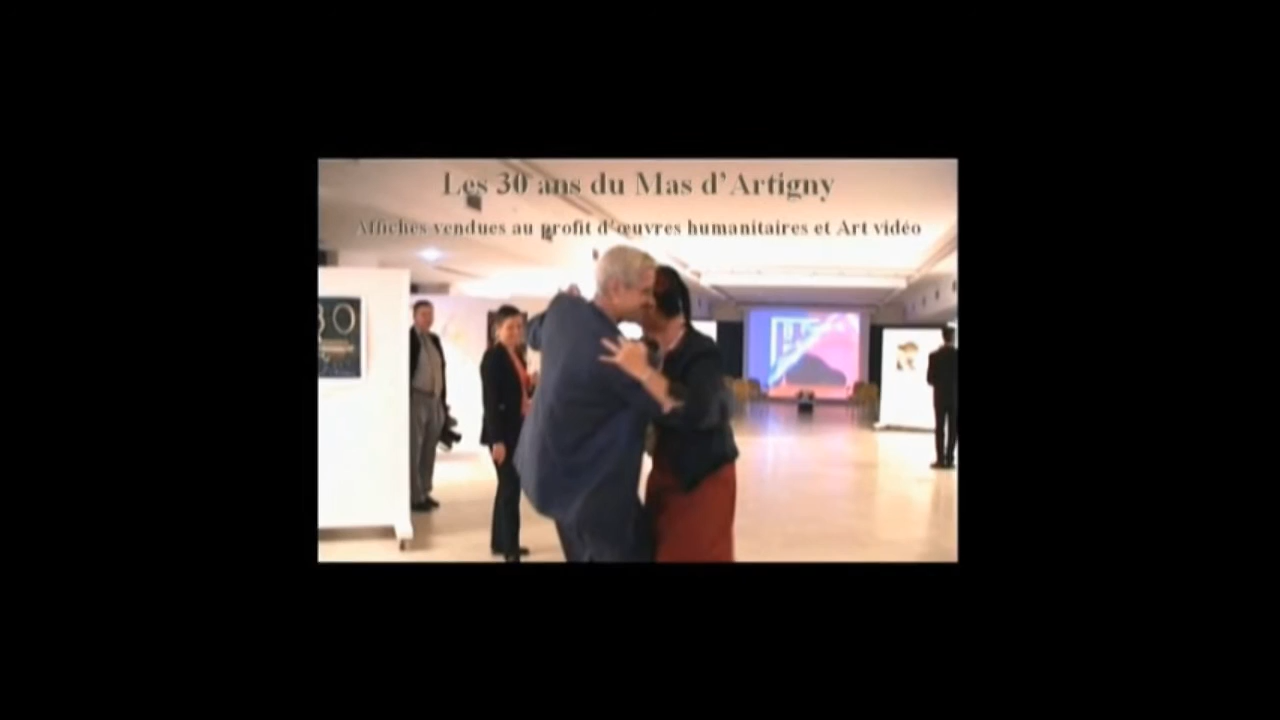 Les 30 ans du Mas d'Artigny
Affiches vendues au profit d'œuvres humanitaires et Art vidéo